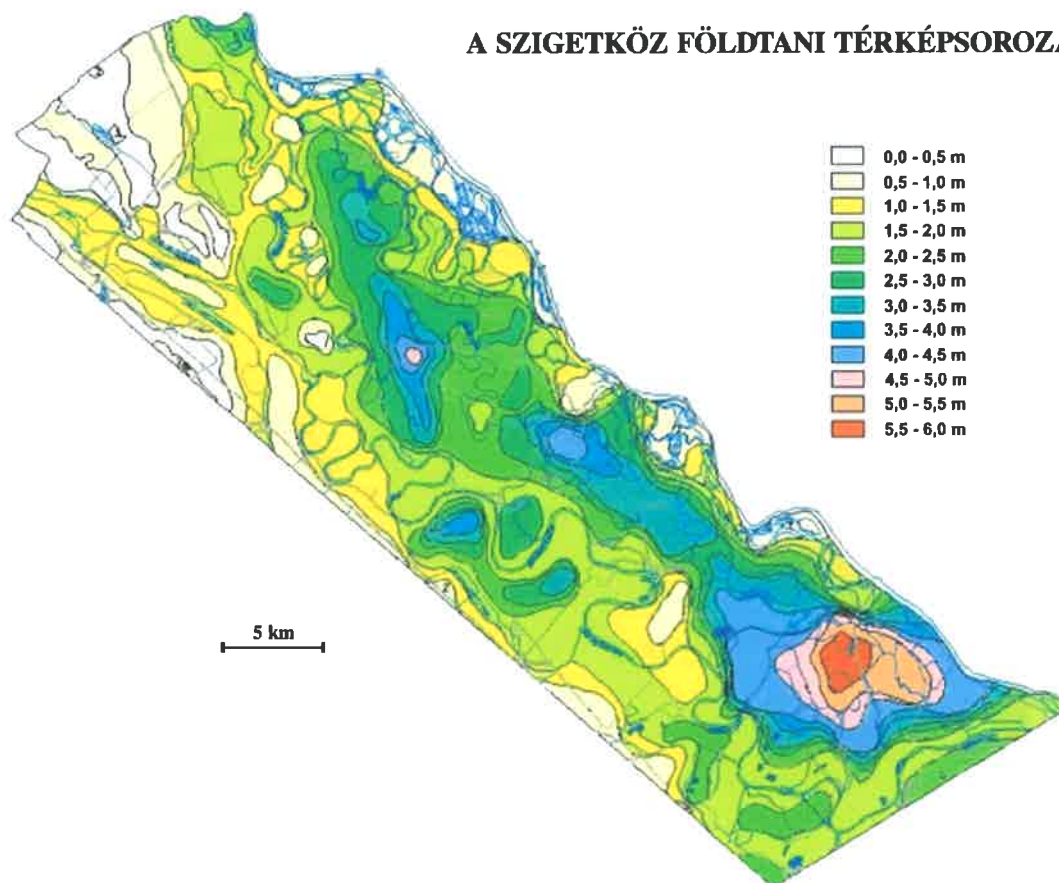 A SZIGETKÖZ FÖLDTANI TÉRKÉPSOROZA
0,0 - 0,5 m
0,5 - 1,0 m
1,0 - 1,5 m
1,5 - 2,0 m
2,0 - 2,5 m
2,5 - 3,0 m
3,0 - 3,5 m
3,5 - 4,0 m
4,0 - 4,5 m
4,5 - 5,0 m
5,0 - 5,5 m
5,5 - 6,0 m
5 km